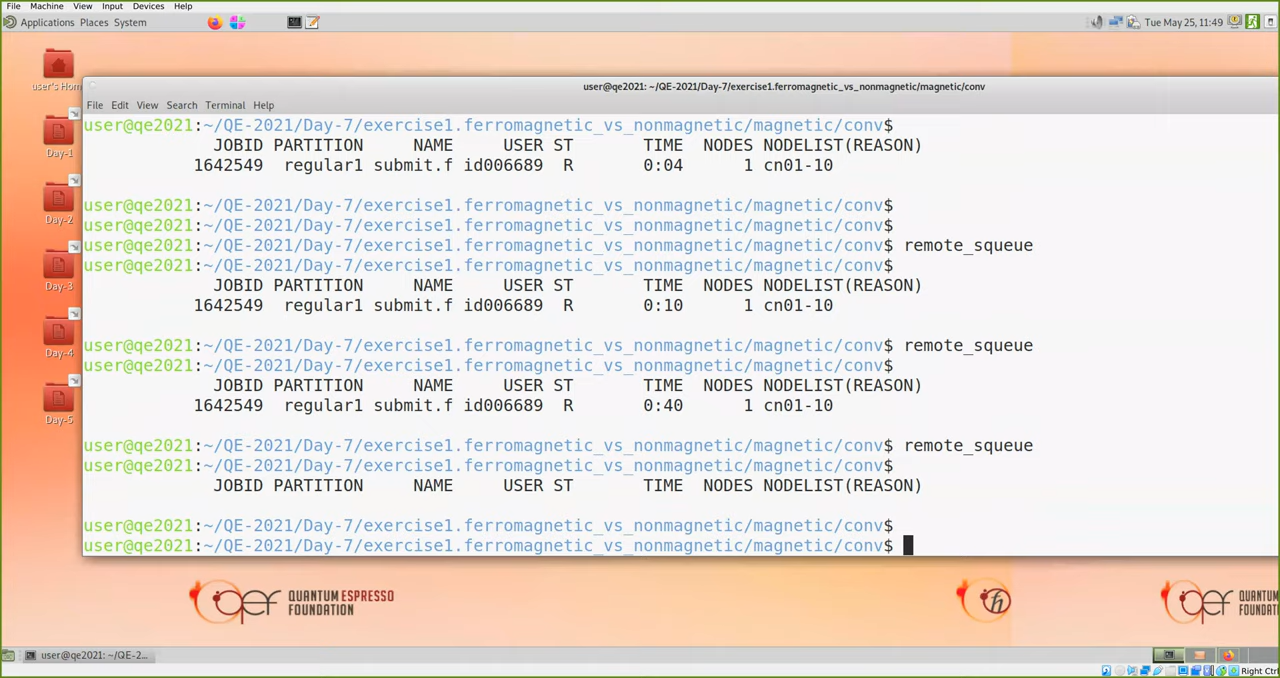 File Machine View Input Devices Help
Applications Places System
Tue May 25, 11:49
user's Hom
Day-1
Day-2
Day-3
Day-4
Day-5
user@qe2021: ~/QE-2021/Day-7/exercise1.ferromagnetic_vs_nonmagnetic/magnetic/conv
File Edit View Search Terminal Help
user@qe2021:~/QE-2021/Day-7/exercise1.ferromagnetic_vs_nonmagnetic/magnetic/conv$
JOBID PARTITION NAME USER ST TIME NODES NODELIST(REASON)
1642549 regular1 submit.f id006689 R 0:04 1 cn01-10
user@qe2021:~/QE-2021/Day-7/exercise1.ferromagnetic_vs_nonmagnetic/magnetic/conv$
user@qe2021:~/QE-2021/Day-7/exercise1.ferromagnetic_vs_nonmagnetic/magnetic/conv$
user@qe2021:~/QE-2021/Day-7/exercise1.ferromagnetic_vs_nonmagnetic/magnetic/conv$ remote_squeue
user@qe2021:~/QE-2021/Day-7/exercise1.ferromagnetic_vs_nonmagnetic/magnetic/conv$
JOBID PARTITION NAME USER ST TIME NODES NODELIST(REASON)
1642549 regular1 submit.f id006689 R 0:10 1 cn01-10
user@qe2021:~/QE-2021/Day-7/exercise1.ferromagnetic_vs_nonmagnetic/magnetic/conv$ remote_squeue
user@qe2021:~/QE-2021/Day-7/exercise1.ferromagnetic_vs_nonmagnetic/magnetic/conv$
JOBID PARTITION NAME USER ST TIME NODES NODELIST(REASON)
1642549 regular1 submit.f id006689 R 0:40 1 cn01-10
user@qe2021:~/QE-2021/Day-7/exercise1.ferromagnetic_vs_nonmagnetic/magnetic/conv$ remote_squeue
user@qe2021:~/QE-2021/Day-7/exercise1.ferromagnetic_vs_nonmagnetic/magnetic/conv$
JOBID PARTITION NAME USER ST TIME NODES NODELIST(REASON)
user@qe2021:~/QE-2021/Day-7/exercise1.ferromagnetic_vs_nonmagnetic/magnetic/conv$
user@qe2021:~/QE-2021/Day-7/exercise1.ferromagnetic_vs_nonmagnetic/magnetic/conv$
qef QUANTUM ESPRESSO
FOUNDATION
ħ
qef QUANTUM
FOUNDA
user@qe2021: ~/QE-2...
Right Ctrl